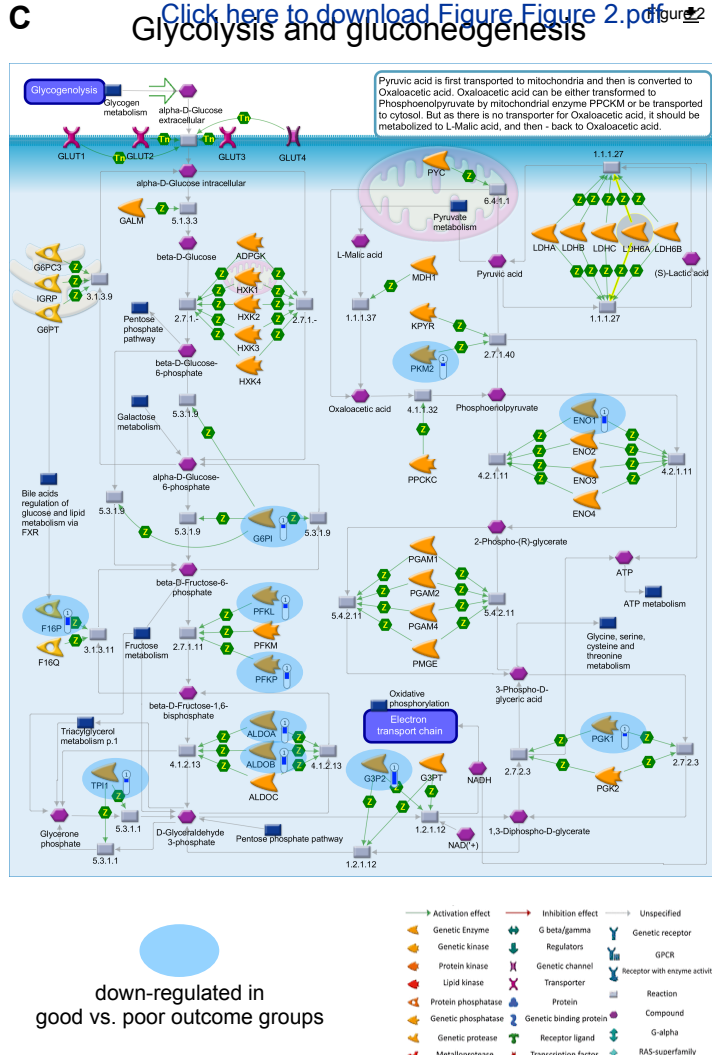 C
Click here to download Figure Figure 2.pdf
Figure 2
Glycolysis and gluconeogenesis
Glycogenolysis
Glycogen
metabolism
alpha-D-Glucose
extracellular
Pyruvic acid is first transported to mitochondria and then is converted to
Oxaloacetic acid. Oxaloacetic acid can be either transformed to
Phosphoenolpyruvate by mitochondrial enzyme PPCKM or be transported
to cytosol. But as there is no transporter for Oxaloacetic acid, it should be
metabolized to L-Malic acid, and then - back to Oxaloacetic acid.
GLUT1
Tn
GLUT2
Tn
Tn
GLUT3
Tn
GLUT4
alpha-D-Glucose intracellular
GALM
Z
5.1.3.3
beta-D-Glucose
G6PC3
IGRP
G6PT
Z
Z
Z
3.1.3.9
ADPGK
HXK1
HXK2
HXK3
HXK4
Z
Z
Z
Z
Z
Z
Z
Z
Z
Z
2.7.1.-
2.7.1.-
Pentose
phosphate
pathway
beta-D-Glucose-
6-phosphate
5.3.1.9
Z
Galactose
metabolism
alpha-D-Glucose-
6-phosphate
Bile acids
regulation of
glucose and lipid
metabolism via
FXR
5.3.1.9
Z
5.3.1.9
Z
G6PI
1
Z
5.3.1.9
beta-D-Fructose-6-
phosphate
F16P
1
Z
F16Q
Z
3.1.3.11
Fructose
metabolism
2.7.1.11
Z
Z
Z
PFKL
1
PFKM
PFKP
1
beta-D-Fructose-1,6-
bisphosphate
Triacylglycerol
metabolism p.1
4.1.2.13
Z
Z
Z
ALDOA
1
ALDOB
1
ALDOC
Z
Z
Z
4.1.2.13
TPI1
1
Z
Z
5.3.1.1
5.3.1.1
Glycerone
phosphate
D-Glyceraldehyde
3-phosphate
Pentose phosphate pathway
PYC
Z
6.4.1.1
Pyruvate
metabolism
L-Malic acid
Pyruvic acid
MDH1
Z
1.1.1.37
KPYR
Z
PKM2
1
Z
2.7.1.40
Oxaloacetic acid
4.1.1.32
Z
PPCKC
Phosphoenolpyruvate
1.1.1.27
Z
Z
Z
Z
Z
LDHA
LDHB
LDHC
LDH6A
LDH6B
Z
Z
Z
Z
Z
1.1.1.27
(S)-Lactic acid
ENO1
1
ENO2
ENO3
ENO4
Z
Z
Z
Z
Z
Z
Z
Z
4.2.1.11
4.2.1.11
2-Phospho-(R)-glycerate
PGAM1
PGAM2
PGAM4
PMGE
Z
Z
Z
Z
Z
Z
Z
Z
5.4.2.11
5.4.2.11
ATP
ATP metabolism
Glycine, serine,
cysteine and
threonine
metabolism
3-Phospho-D-
glyceric acid
Oxidative
phosphorylation
Electron
transport chain
G3P2
1
G3PT
Z
Z
Z
Z
NADH
NAD('+)
1.2.1.12
1.2.1.12
PGK1
1
PGK2
Z
Z
Z
Z
2.7.2.3
2.7.2.3
1,3-Diphospho-D-glycerate
down-regulated in
good vs. poor outcome groups
Activation effect
Inhibition effect
Unspecified
Genetic Enzyme
G beta/gamma
Genetic receptor
Genetic kinase
Regulators
GPCR
Protein kinase
Genetic channel
Receptor with enzyme activit
Lipid kinase
Transporter
Reaction
Protein phosphatase
Protein
Compound
Genetic phosphatase
Genetic binding protein
G-alpha
Genetic protease
Receptor ligand
RAS-superfamily
Metalloprotease
Transcription factor